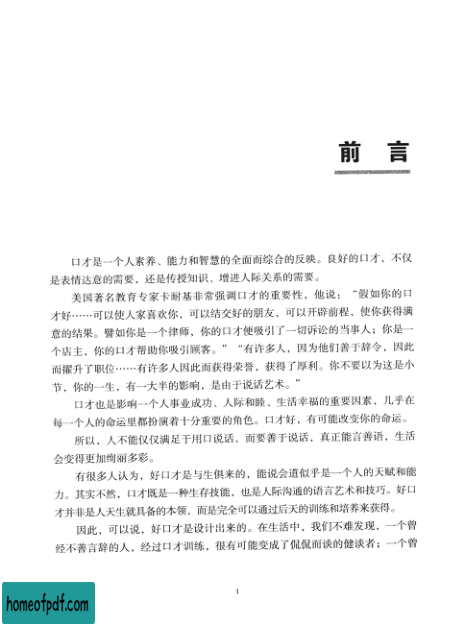 前 言
口才是一个人素养、能力和智慧的全面而综合的反映。良好的口才，不仅
是表情达意的需要，还是传授知识、增进人际关系的需要。
美国著名教育专家卡耐基非常强调口才的重要性，他说：“假如你的口
才好……可以使人家喜欢你，可以结交好的朋友，可以开辟前程，使你获得满
意的结果。譬如你是一个律师，你的口才便吸引了一切诉讼的当事人；你是一
个店主，你的口才帮助你吸引顾客。”“有许多人，因为他们善于辞令，因此
而擢升了职位……有许多人因此而获得荣誉，获得了厚利。你不要以为这是小
节，你的一生，有一大半的影响，是由于说话艺术。”
口才也是影响一个人事业成功、人际和睦、生活幸福的重要因素，几乎在
每一个人的命运里都扮演着十分重要的角色。口才好，有可能改变你的命运。
所以，人不能仅仅满足于用口说话，而要善于说话，真正能言善语，生活
会变得更加绚丽多彩。
有很多人认为，好口才是与生俱来的，能说会道似乎是一个人的天赋和能
力。其实不然，口才既是一种生存技能，也是人际沟通的语言艺术和技巧。好口
才并非是人天生就具备的本领，而是完全可以通过后天的训练和培养来获得。
因此，可以说，好口才是设计出来的。在生活中，我们不难发现，一个曾
经不善言辞的人，经过口才训练，很有可能变成了侃侃而谈的健谈者；一个曾
1
homeofpdf.com